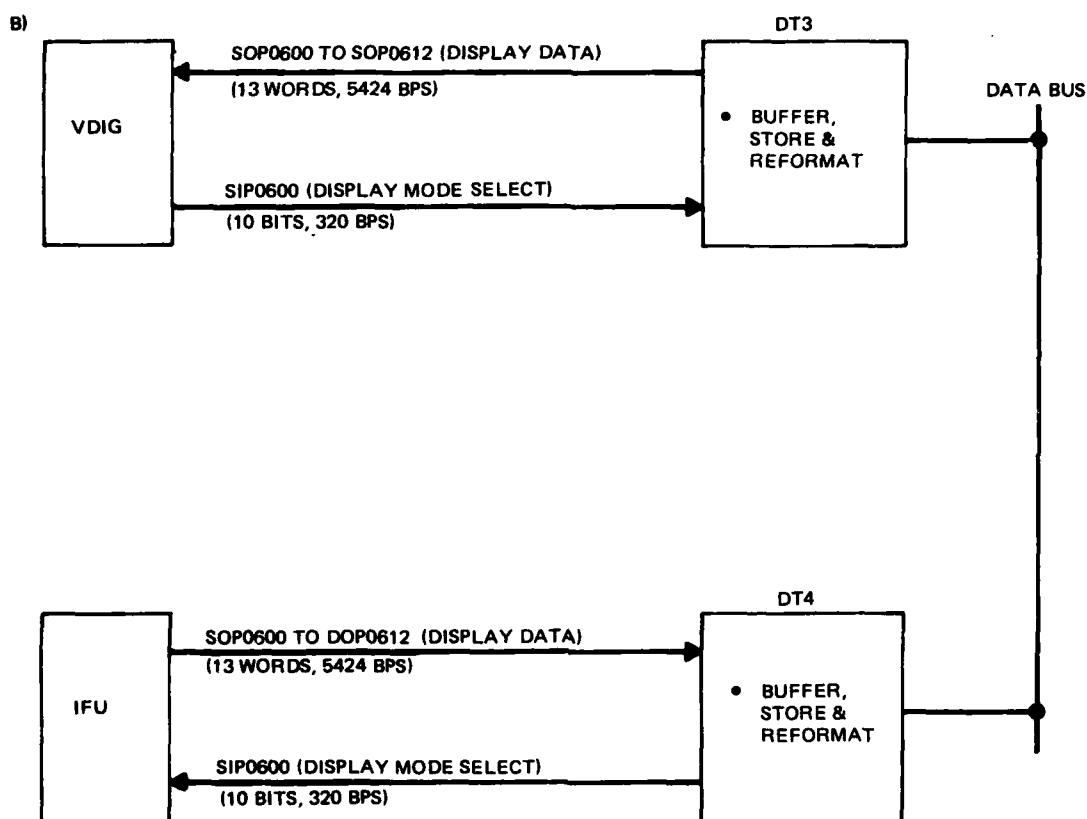 B)
DT3
SOP0600 TO SOP0612 (DISPLAY DATA)
(13 WORDS, 5424 BPS)
DATA BUS
VDIG
• BUFFER,
STORE &
REFORMAT
SIP0600 (DISPLAY MODE SELECT)
(10 BITS, 320 BPS)
DT4
SOP0600 TO DOP0612 (DISPLAY DATA)
(13 WORDS, 5424 BPS)
IFU
• BUFFER,
STORE &
REFORMAT
SIP0600 (DISPLAY MODE SELECT)
(10 BITS, 320 BPS)